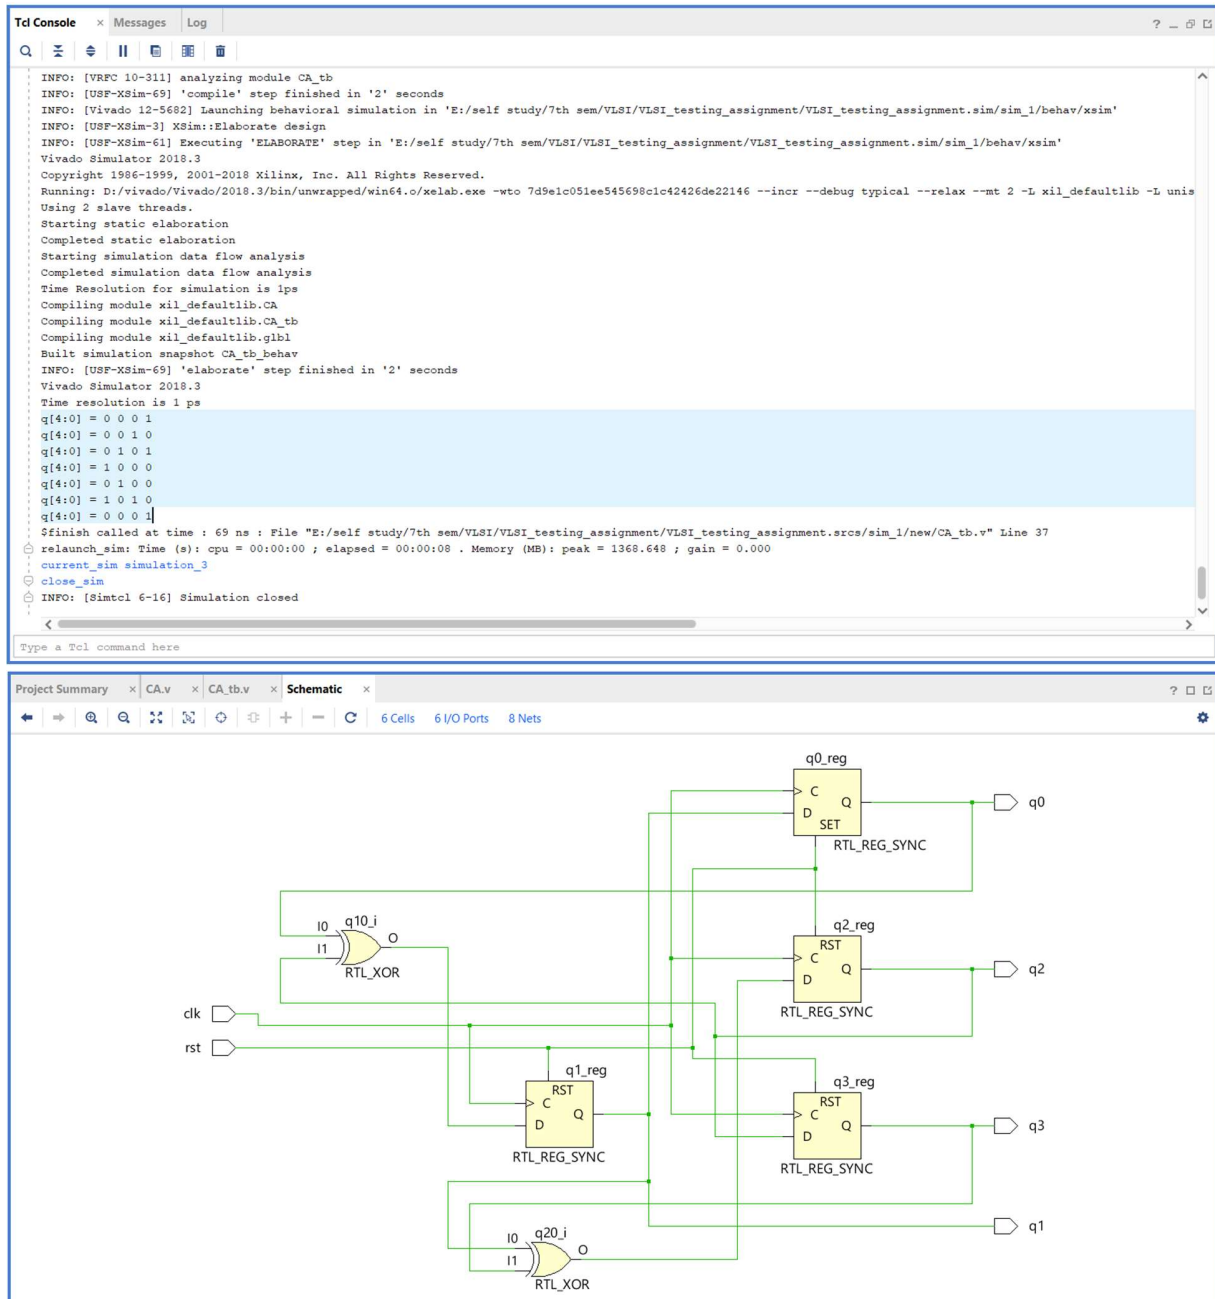 Tcl Console × Messages Log ? _
INFO: [VRFC 10-311] analyzing module CA_tb
INFO: [USF-XSim-69] 'compile' step finished in '2' seconds
INFO: [Vivado 12-5682] Launching behavioral simulation in 'E:/self study/7th sem/VLSI/VLSI_testing_assignment/VLSI_testing_assignment.sim/sim_1/behav/xsim'
INFO: [USF-XSim-3] XSim::Elaborate design
INFO: [USF-XSim-61] Executing 'ELABORATE' step in 'E:/self study/7th sem/VLSI/VLSI_testing_assignment/VLSI_testing_assignment.sim/sim_1/behav/xsim'
Vivado Simulator 2018.3
Copyright 1986-1999, 2001-2018 Xilinx, Inc. All Rights Reserved.
Running: D:/vivado/Vivado/2018.3/bin/unwrapped/win64.o/xelab.exe -wto 7d9e1c051ee545698c1c42426de22146 --incr --debug typical --relax --mt 2 -L xil_defaultlib -L unis
Using 2 slave threads.
Starting static elaboration
Completed static elaboration
Starting simulation data flow analysis
Completed simulation data flow analysis
Time Resolution for simulation is 1ps
Compiling module xil_defaultlib.CA
Compiling module xil_defaultlib.CA_tb
Compiling module xil_defaultlib.glbl
Built simulation snapshot CA_tb_behav
INFO: [USF-XSim-69] 'elaborate' step finished in '2' seconds
Vivado Simulator 2018.3
Time resolution is 1 ps
q[4:0] = 0 0 0 1
q[4:0] = 0 0 1 0
q[4:0] = 0 1 0 1
q[4:0] = 1 0 0 0
q[4:0] = 0 1 0 0
q[4:0] = 1 0 1 0
q[4:0] = 0 0 0 1
$finish called at time : 69 ns : File "E:/self study/7th sem/VLSI/VLSI_testing_assignment/VLSI_testing_assignment.srcs/sim_1/new/CA_tb.v" Line 37
relaunch_sim: Time (s): cpu = 00:00:00 ; elapsed = 00:00:08 . Memory (MB): peak = 1368.648 ; gain = 0.000
current_sim simulation_3
close_sim
INFO: [Simtcl 6-16] Simulation closed
Type a Tcl command here
Project Summary × CA.v × CA_tb.v × Schematic × ?
6 Cells 6 I/O Ports 8 Nets
q0_reg
C
Q
q0
D
SET
RTL_REG_SYNC
q10_i
I0
O
I1
RTL_XOR
q2_reg
RST
C
Q
q2
D
RTL_REG_SYNC
clk
rst
q1_reg
RST
C
Q
D
RTL_REG_SYNC
q3_reg
RST
C
Q
q3
D
RTL_REG_SYNC
q1
q20_i
I0
O
I1
RTL_XOR